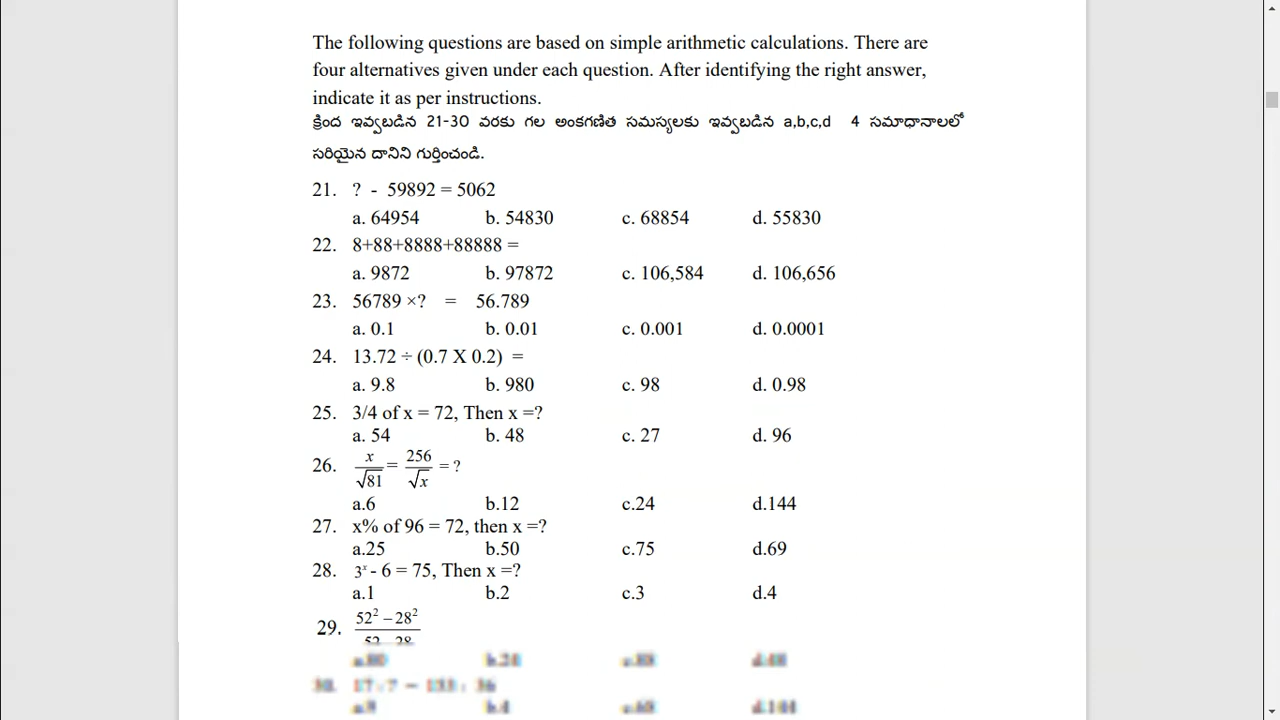 The following questions are based on simple arithmetic calculations. There are
four alternatives given under each question. After identifying the right answer,
indicate it as per instructions.
క్రింద ఇవ్వబడిన 21-30 వరకు గల అంకగణిత సమస్యలకు ఇవ్వబడిన a,b,c,d 4 సమాధానాలలో
సరియైన దానిని గుర్తించండి.
21. ? - 59892 = 5062
a. 64954 b. 54830 c. 68854 d. 55830
22. 8+88+8888+88888 =
a. 9872 b. 97872 c. 106,584 d. 106,656
23. 56789 ×? = 56.789
a. 0.1 b. 0.01 c. 0.001 d. 0.0001
24. 13.72 ÷ (0.7 X 0.2) =
a. 9.8 b. 980 c. 98 d. 0.98
25. 3/4 of x = 72, Then x =?
a. 54 b. 48 c. 27 d. 96
26. x/√81 = 256/√x = ?
a.6 b.12 c.24 d.144
27. x% of 96 = 72, then x =?
a.25 b.50 c.75 d.69
28. 3ˣ - 6 = 75, Then x =?
a.1 b.2 c.3 d.4
29. 52² – 28²